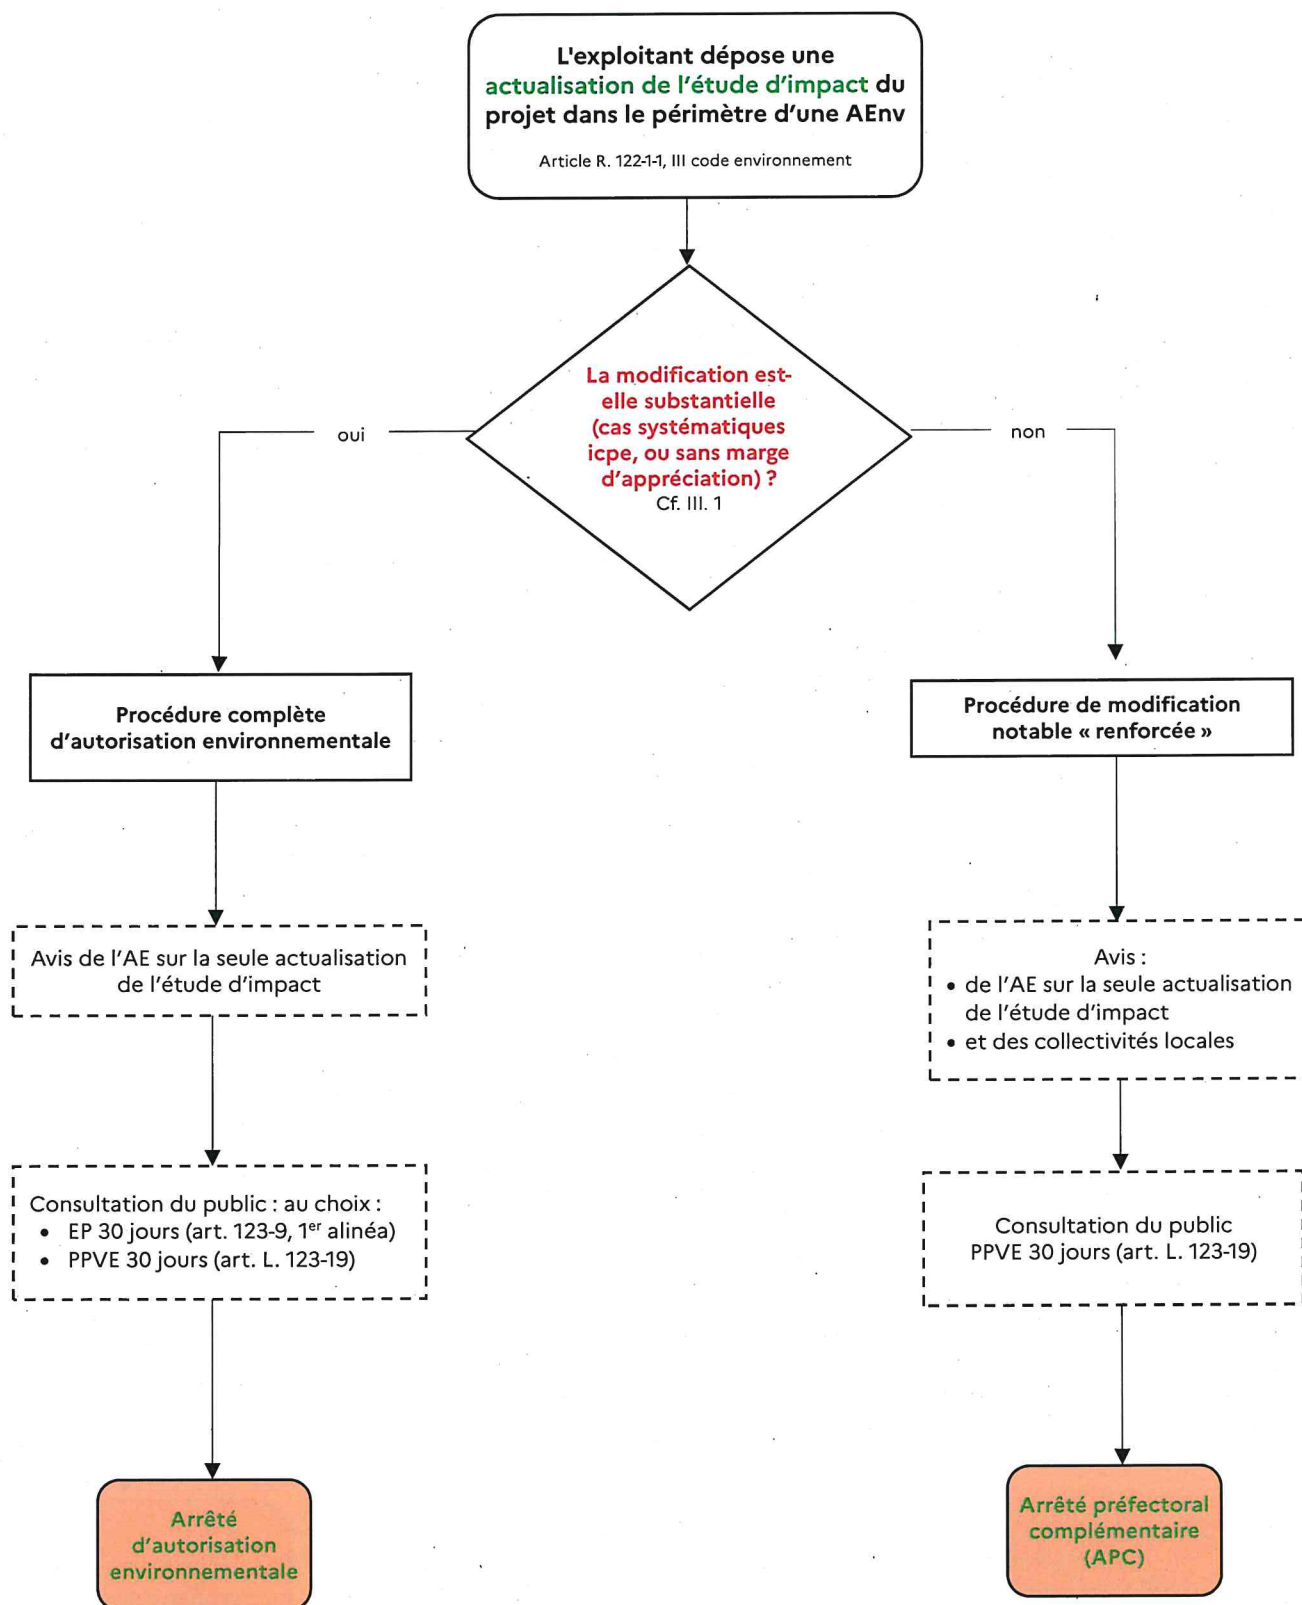 L'exploitant dépose une
actualisation de l'étude d'impact du
projet dans le périmètre d'une AEnv
Article R. 122-1-1, III code environnement
La modification est-
elle substantielle
(cas systématiques
icpe, ou sans marge
d'appréciation) ?
Cf. III. 1
oui
non
Procédure complète
d'autorisation environnementale
Procédure de modification
notable « renforcée »
Avis de l'AE sur la seule actualisation
de l'étude d'impact
Avis :
• de l'AE sur la seule actualisation
de l'étude d'impact
• et des collectivités locales
Consultation du public : au choix :
• EP 30 jours (art. 123-9, 1er alinéa)
• PPVE 30 jours (art. L. 123-19)
Consultation du public
PPVE 30 jours (art. L. 123-19)
Arrêté
d'autorisation
environnementale
Arrêté préfectoral
complémentaire
(APC)